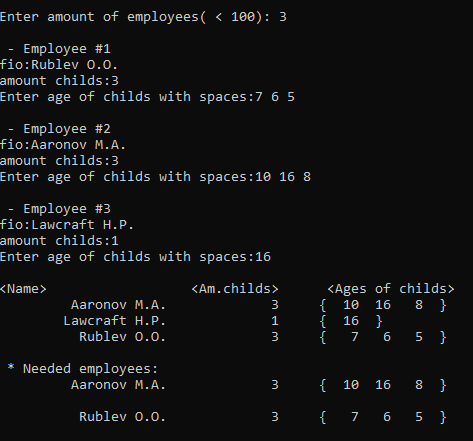 Enter amount of employees( < 100): 3
- Employee #1
fio:Rublev O.O.
amount childs:3
Enter age of childs with spaces:7 6 5
- Employee #2
fio:Aaronov M.A.
amount childs:3
Enter age of childs with spaces:10 16 8
- Employee #3
fio:Lawcraft H.P.
amount childs:1
Enter age of childs with spaces:16
<Name> <Am.childs> <Ages of childs>
Aaronov M.A. 3 { 10 16 8 }
Lawcraft H.P. 1 { 16 }
Rublev O.O. 3 { 7 6 5 }
* Needed employees:
Aaronov M.A. 3 { 10 16 8 }
Rublev O.O. 3 { 7 6 5 }